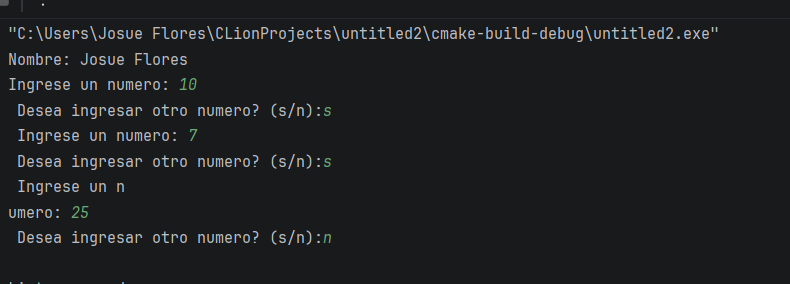 "C:\Users\Josue Flores\CLionProjects\untitled2\cmake-build-debug\untitled2.exe"
Nombre: Josue Flores
Ingrese un numero: 10
Desea ingresar otro numero? (s/n):s
Ingrese un numero: 7
Desea ingresar otro numero? (s/n):s
Ingrese un n
umero: 25
Desea ingresar otro numero? (s/n):n